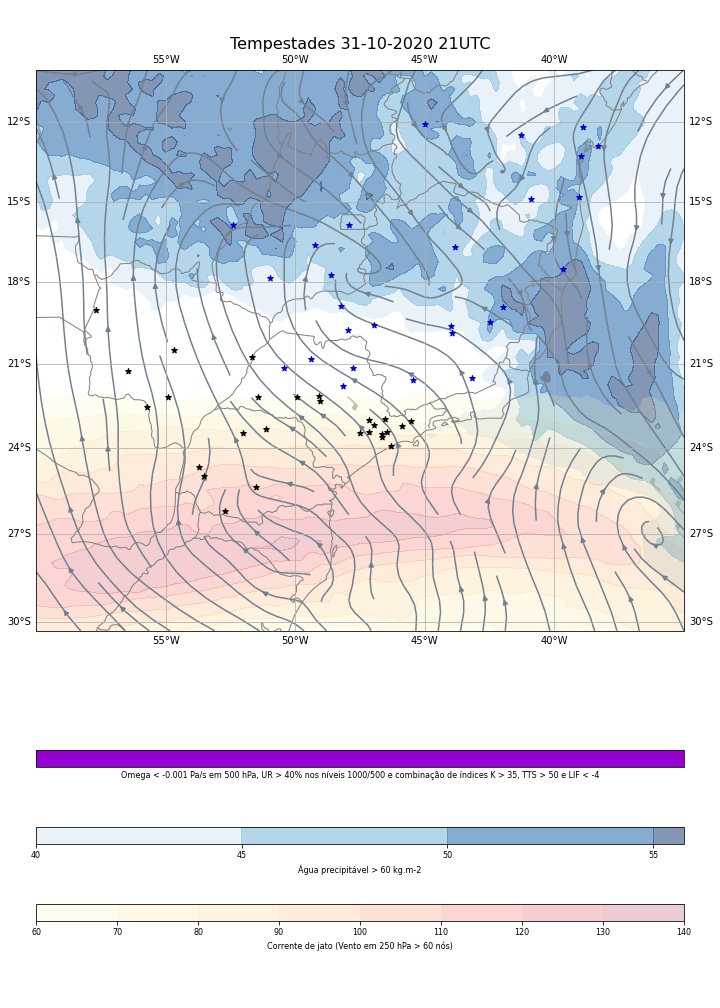 Tempestades 31-10-2020 21UTC
55°W 50°W 45°W 40°W
12°S 12°S
15°S 15°S
18°S 18°S
21°S 21°S
24°S 24°S
27°S 27°S
30°S 30°S
55°W 50°W 45°W 40°W
Omega < -0.001 Pa/s em 500 hPa, UR > 40% nos níveis 1000/500 e combinação de índices K > 35, TTS > 50 e LIF < -4
40 45 50 55
Água precipitável > 60 kg.m-2
60 70 80 90 100 110 120 130 140
Corrente de jato (Vento em 250 hPa > 60 nós)